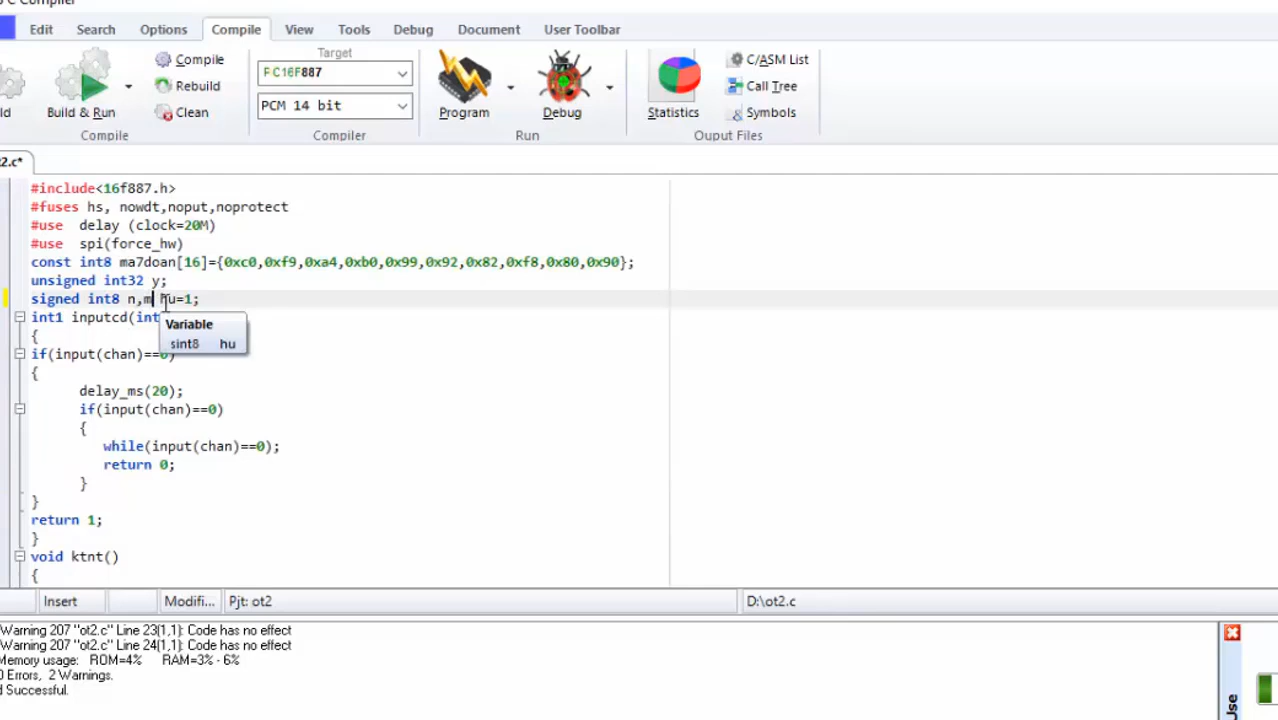 S C Compiler
Edit Search Options Compile View Tools Debug Document User Toolbar
Target
Compile
PIC16F887
C/ASM List
Rebuild
Call Tree
Build & Run
Clean
PCM 14 bit
Program
Debug
Statistics
Symbols
Compile
Compiler
Run
Ouput Files
t2.c*
#include<16f887.h>
#fuses hs, nowdt,noput,noprotect
#use delay (clock=20M)
#use spi(force_hw)
const int8 ma7doan[16]={0xc0,0xf9,0xa4,0xb0,0x99,0x92,0x82,0xf8,0x80,0x90};
unsigned int32 y;
signed int8 n,m hu=1;
int1 inputcd(int
Variable
sint8 hu
{
if(input(chan)==0)
{
delay_ms(20);
if(input(chan)==0)
{
while(input(chan)==0);
return 0;
}
}
return 1;
}
void ktnt()
{
Insert Modifi... Pjt: ot2 D:\ot2.c
Warning 207 "ot2.c" Line 23(1,1): Code has no effect
Warning 207 "ot2.c" Line 24(1,1): Code has no effect
Memory usage: ROM=4% RAM=3% - 6%
0 Errors, 2 Warnings.
d Successful.
Use